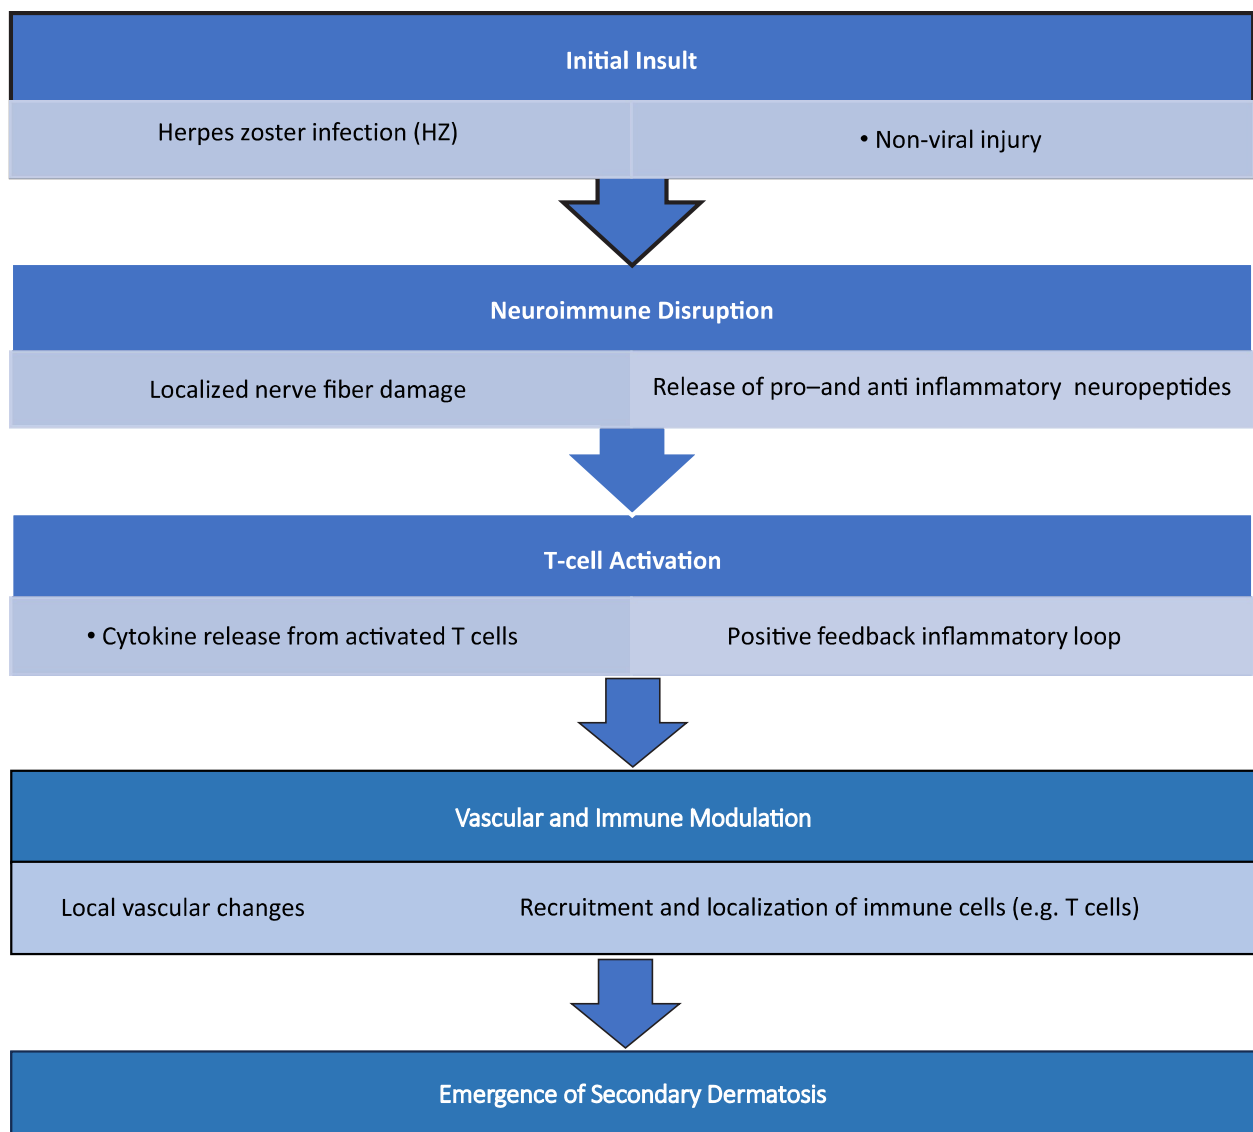 Initial Insult
Herpes zoster infection (HZ)
• Non-viral injury
Neuroimmune Disruption
Localized nerve fiber damage
Release of pro–and anti inflammatory neuropeptides
T-cell Activation
• Cytokine release from activated T cells
Positive feedback inflammatory loop
Vascular and Immune Modulation
Local vascular changes
Recruitment and localization of immune cells (e.g. T cells)
Emergence of Secondary Dermatosis